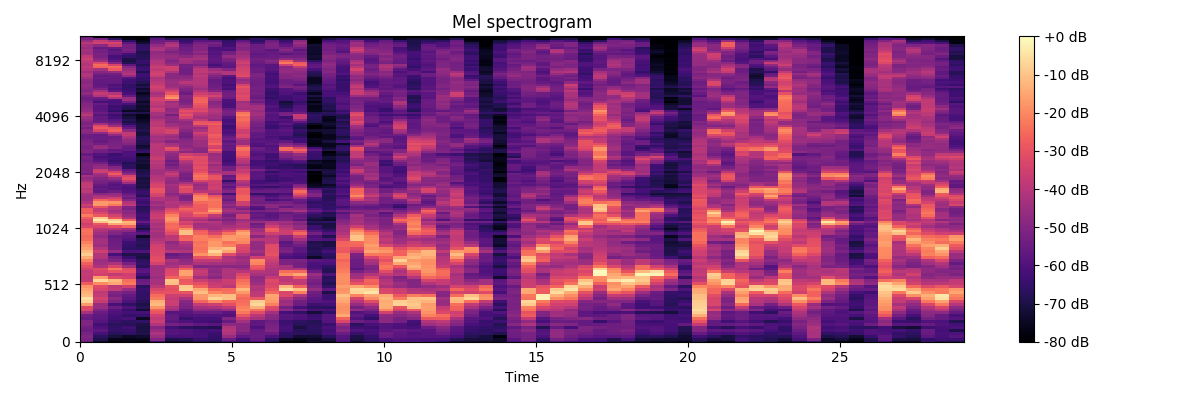 Mel spectrogram
8192
4096
2048
1024
512
0
Hz
0 5 10 15 20 25
Time
+0 dB
-10 dB
-20 dB
-30 dB
-40 dB
-50 dB
-60 dB
-70 dB
-80 dB